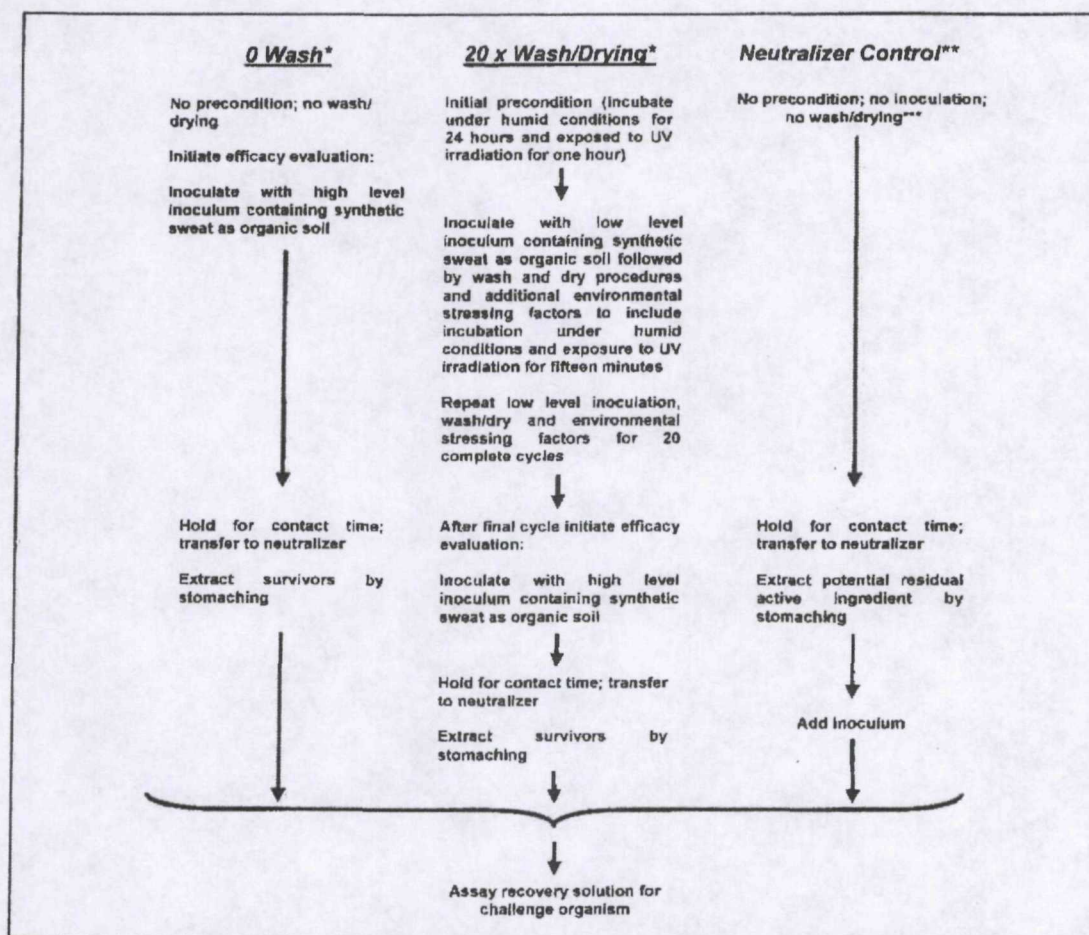 0 Wash*
No precondition; no wash/
drying
Initiate efficacy evaluation:
Inoculate with high level
inoculum containing synthetic
sweat as organic soil
Hold for contact time;
transfer to neutralizer
Extract survivors by
stomaching
20 x Wash/Drying*
Initial precondition (Incubate
under humid conditions for
24 hours and exposed to UV
irradiation for one hour)
Inoculate with low level
inoculum containing synthetic
sweat as organic soil followed
by wash and dry procedures
and additional environmental
stressing factors to include
incubation under humid
conditions and exposure to UV
irradiation for fifteen minutes
Repeat low level inoculation,
wash/dry and environmental
stressing factors for 20
complete cycles
After final cycle initiate efficacy
evaluation:
Inoculate with high level
inoculum containing synthetic
sweat as organic soil
Hold for contact time; transfer
to neutralizer
Extract survivors by
stomaching
Neutralizer Control**
No precondition; no inoculation;
no wash/drying***
Hold for contact time;
transfer to neutralizer
Extract potential residual
active ingredient by
stomaching
Add inoculum
Assay recovery solution for
challenge organism